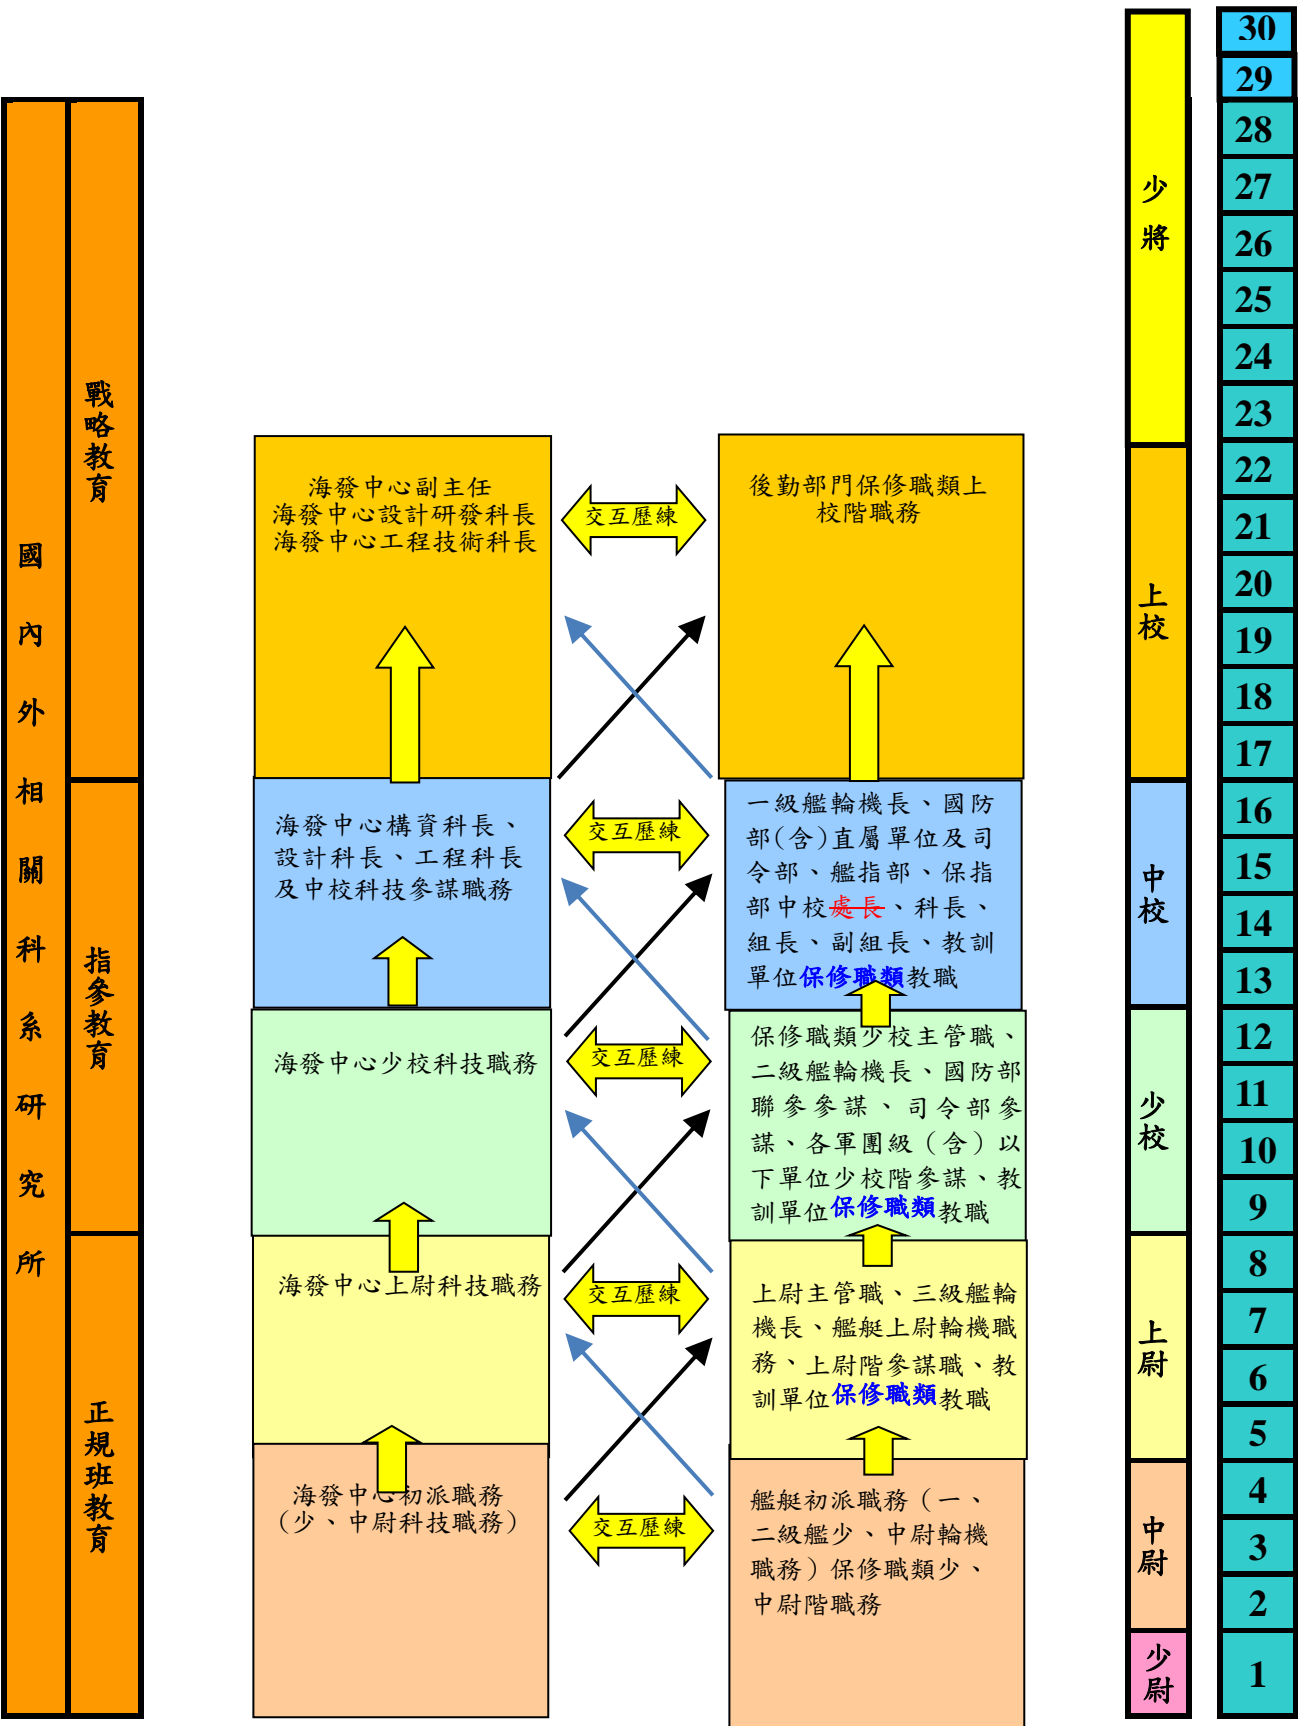 國內外相關科系研究所
戰略教育
指參教育
正規班教育
海發中心副主任
海發中心設計研發科長
海發中心工程技術科長
交互歷練
後勤部門保修職類上
校階職務
海發中心構資科長、
設計科長、工程科長
及中校科技參謀職務
交互歷練
一級艦輪機長、國防
部(含)直屬單位及司
令部、艦指部、保指
部中校處長、科長、
組長、副組長、教訓
單位保修職類教職
海發中心少校科技職務
交互歷練
保修職類少校主管職、
二級艦輪機長、國防部
聯參參謀、司令部參
謀、各軍團級（含）以
下單位少校階參謀、教
訓單位保修職類教職
海發中心上尉科技職務
交互歷練
上尉主管職、三級艦輪
機長、艦艇上尉輪機職
務、上尉階參謀職、教
訓單位保修職類教職
海發中心初派職務
(少、中尉科技職務)
交互歷練
艦艇初派職務（一、
二級艦少、中尉輪機
職務）保修職類少、
中尉階職務
少將
上校
中校
少校
上尉
中尉
少尉
30
29
28
27
26
25
24
23
22
21
20
19
18
17
16
15
14
13
12
11
10
9
8
7
6
5
4
3
2
1